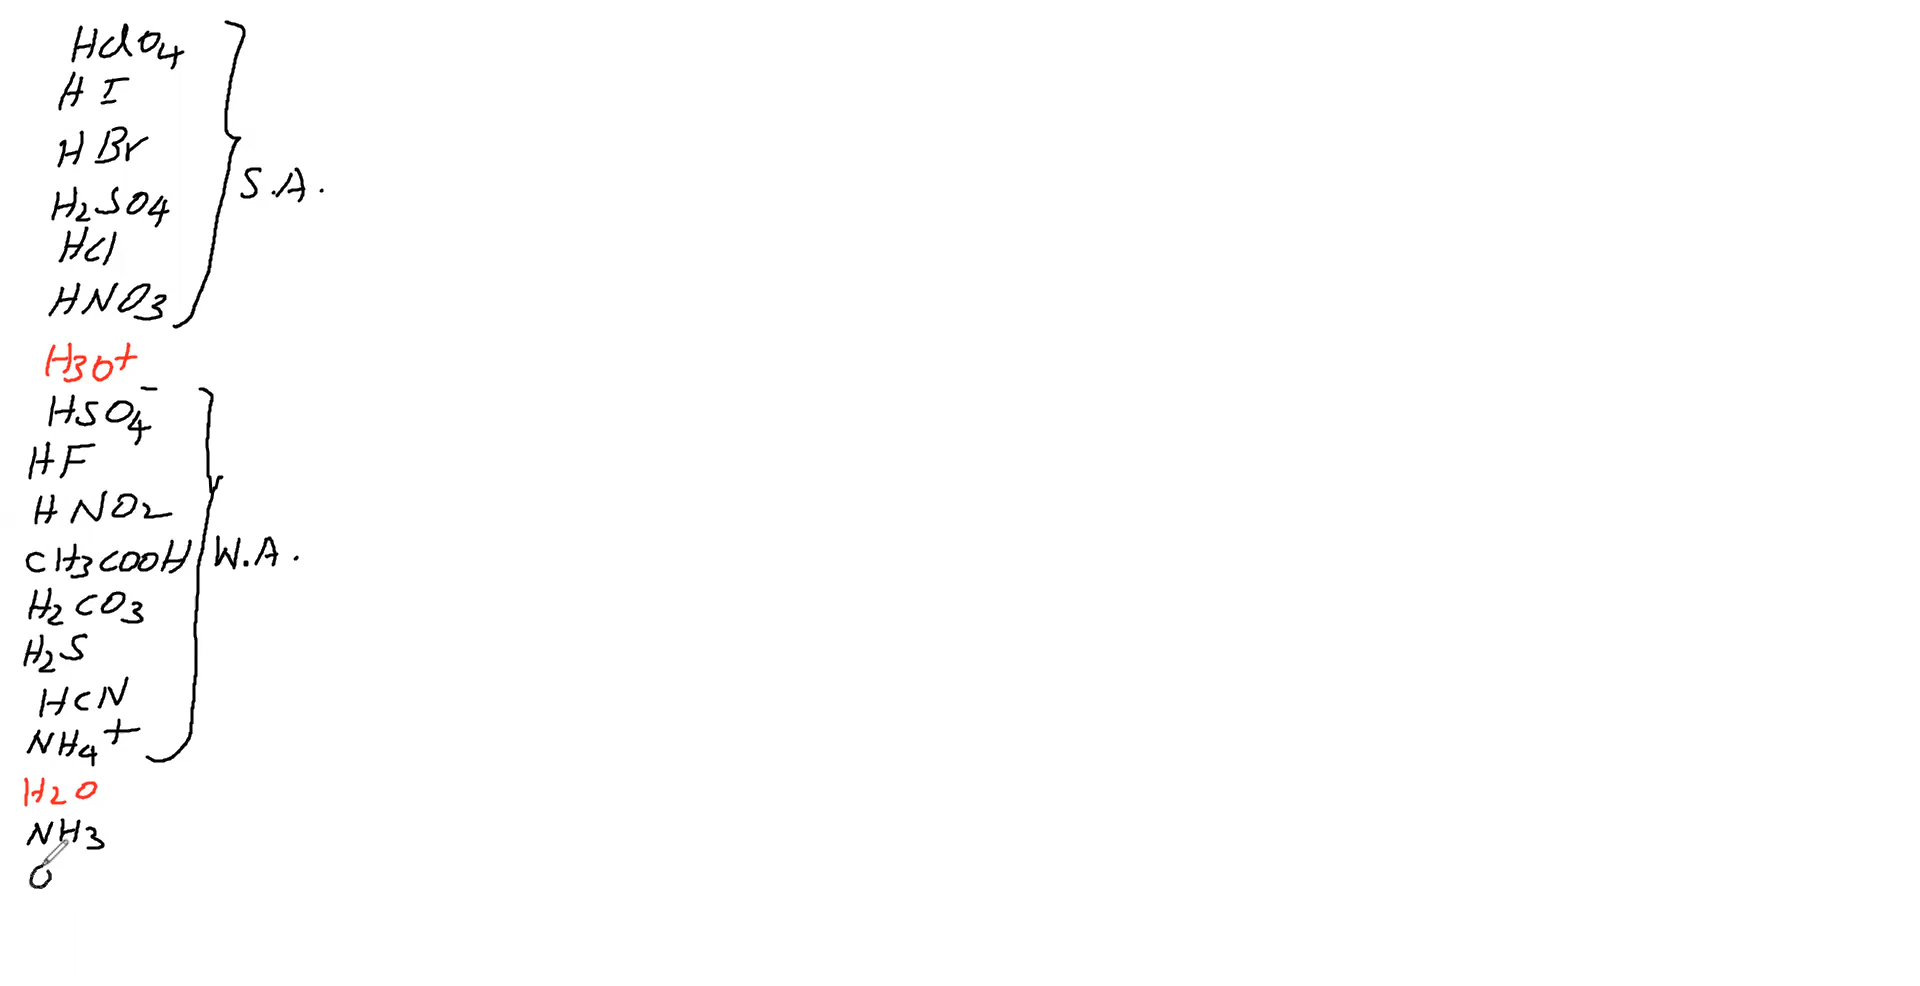 HClO4
HI
HBr
H2SO4
S.A.
HCl
HNO3
H3O+
HSO4-
HF
HNO2
CH3COOH
W.A.
H2CO3
H2S
HCN
NH4+
H2O
NH3
O